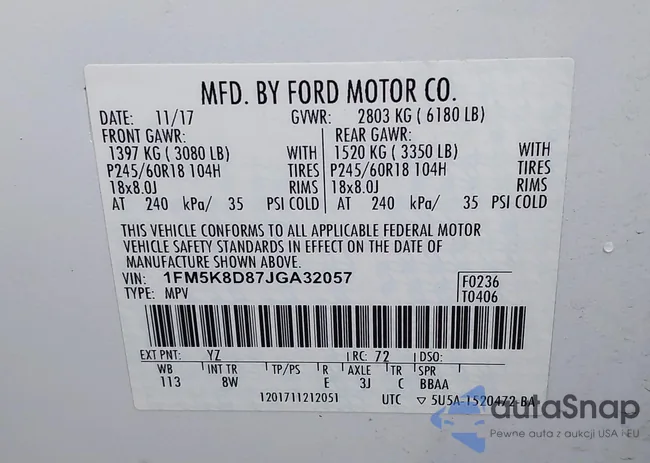 MFD. BY FORD MOTOR CO.
DATE: 11/17 GVWR: 2803 KG ( 6180 LB)
FRONT GAWR: REAR GAWR:
1397 KG ( 3080 LB) WITH 1520 KG ( 3350 LB) WITH
P245/60R18 104H TIRES P245/60R18 104H TIRES
18x8.0J RIMS 18x8.0J RIMS
AT 240 kPa/ 35 PSI COLD AT 240 kPa/ 35 PSI COLD
THIS VEHICLE CONFORMS TO ALL APPLICABLE FEDERAL MOTOR
VEHICLE SAFETY STANDARDS IN EFFECT ON THE DATE OF
MANUFACTURE SHOWN ABOVE.
VIN: 1FM5K8D87JGA32057 F0236
TYPE: MPV T0406
EXT PNT: YZ RC: 72 DSO:
WB INT TR TP/PS R AXLE TR SPR
113 8W E 3J C BBAA
1201711212051 UTC ▽ 5U5A-1520472-BA
autaSnap
Pewne auta z aukcji USA i EU